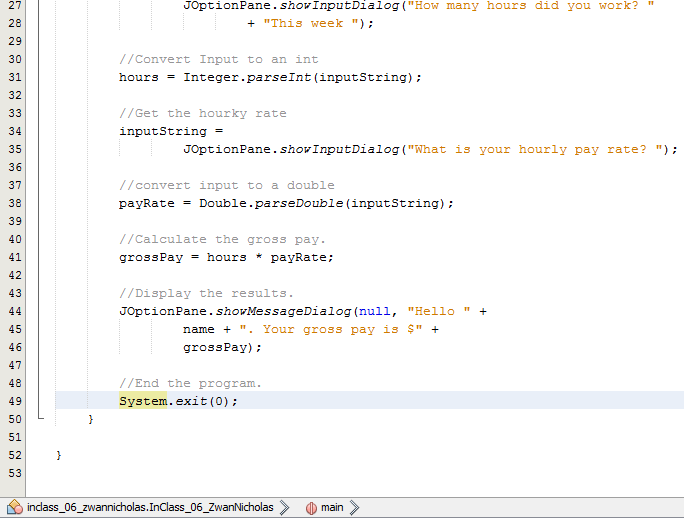 27 JOptionPane.showInputDialog("How many hours did you work? "
28 + "This week ");
29
30 //Convert Input to an int
31 hours = Integer.parseInt(inputString);
32
33 //Get the hourky rate
34 inputString =
35 JOptionPane.showInputDialog("What is your hourly pay rate? ");
36
37 //convert input to a double
38 payRate = Double.parseDouble(inputString);
39
40 //Calculate the gross pay.
41 grossPay = hours * payRate;
42
43 //Display the results.
44 JOptionPane.showMessageDialog(null, "Hello " +
45 name + ". Your gross pay is $" +
46 grossPay);
47
48 //End the program.
49 System.exit(0);
50 }
51
52 }
53
inclass_06_zwannicholas.InClass_06_ZwanNicholas main